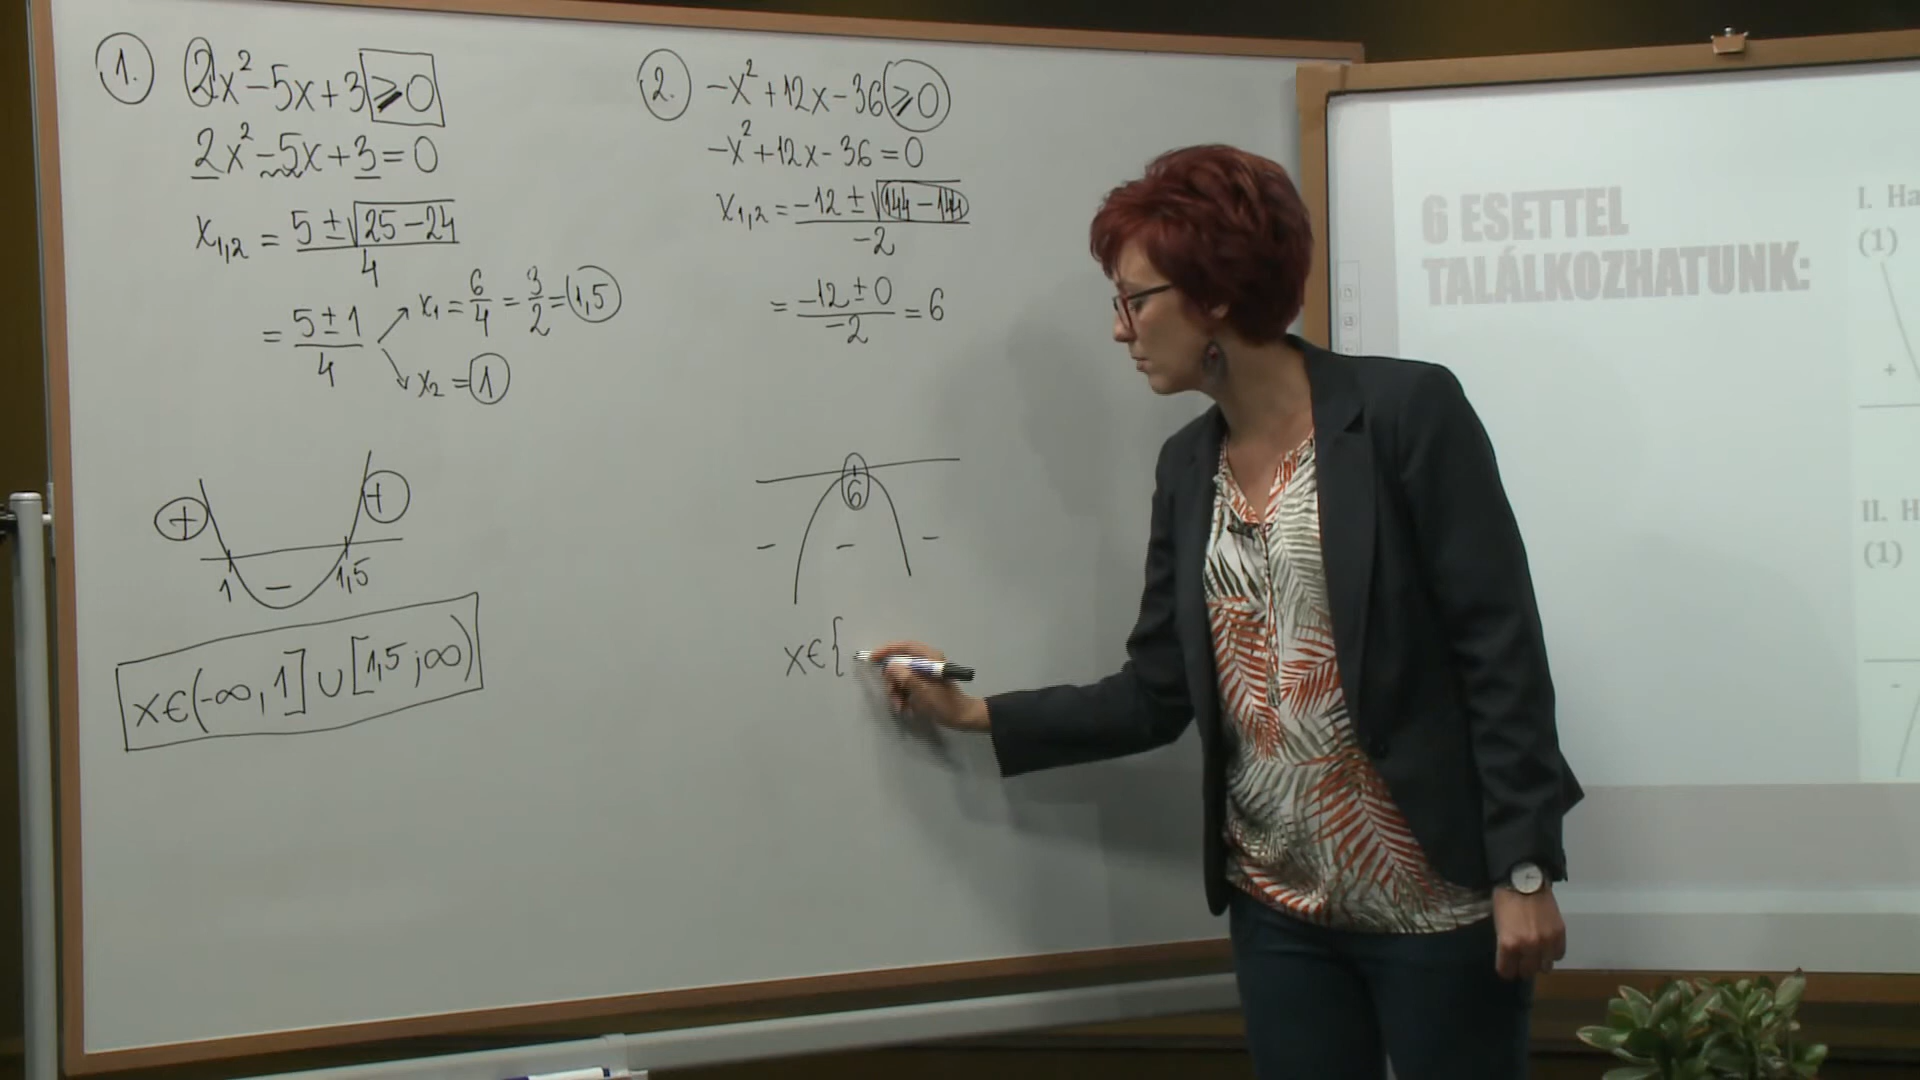 1.
2x²-5x+3≥0
2x²-5x+3=0
x₁,₂ = (5±√(25-24))/4
= (5±1)/4
x₁ = 6/4 = 3/2 = 1,5
x₂ = 1
+ +
1 - 1,5
x∈(-∞,1]∪[1,5;∞)
2.
-x²+12x-36≥0
-x²+12x-36=0
x₁,₂ = (-12±√(144-144))/-2
= (-12±0)/-2 = 6
6
- - -
x∈{
6 ESETTEL
TALÁLKOZHATUNK:
I. Ha
(1)
+
II. H
(1)
-